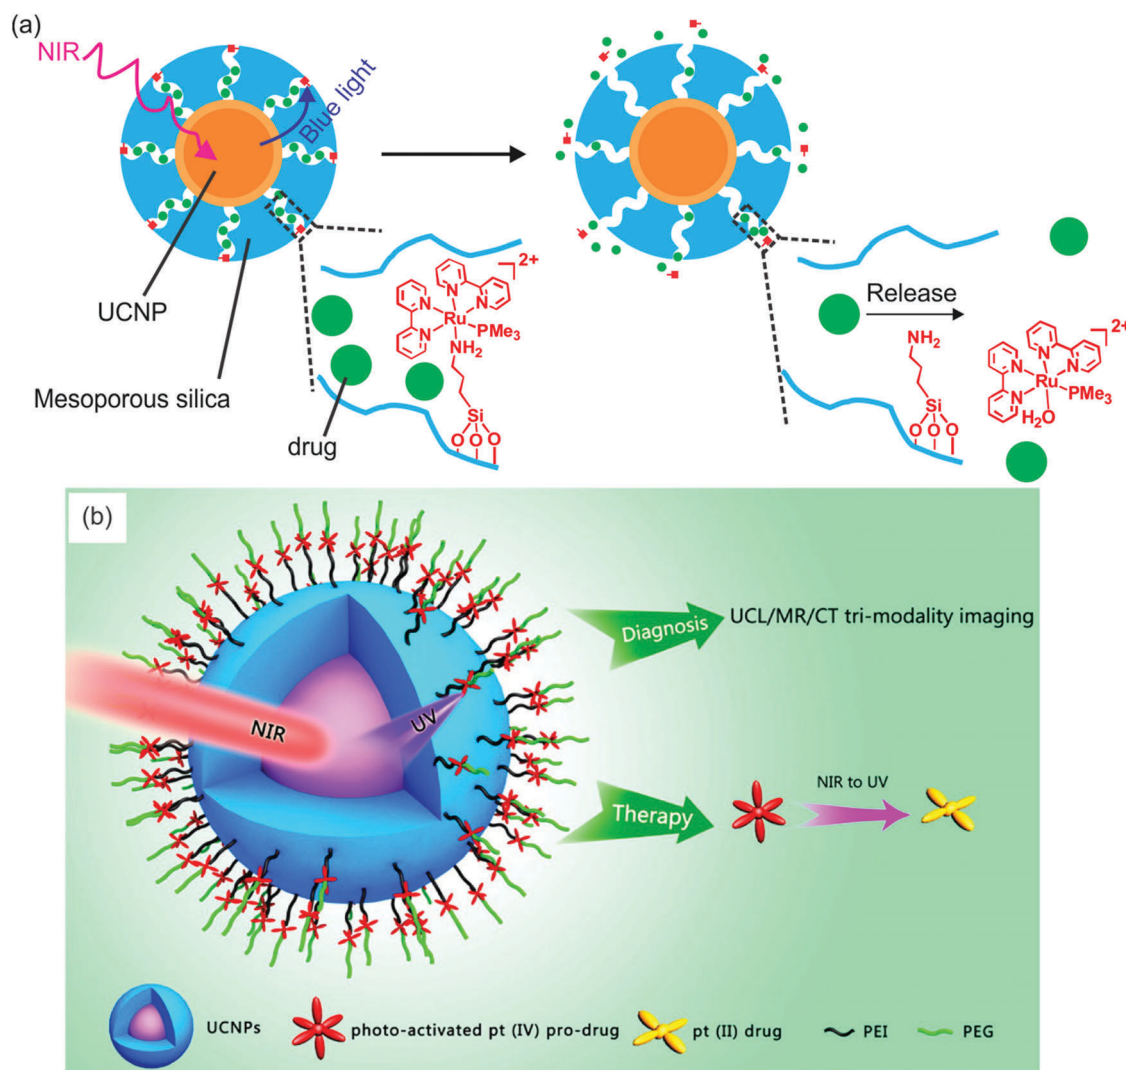 (a)
NIR
Blue light
UCNP
Mesoporous silica
drug
2+
N
N
N
N
Ru
PMe3
NH2
Si
O O O
Release
2+
N
N
N
N
Ru
PMe3
H2O
NH2
Si
O O O
(b)
NIR
UV
Diagnosis
UCL/MR/CT tri-modality imaging
Therapy
NIR to UV
UCNPs
photo-activated pt (IV) pro-drug
pt (II) drug
PEI
PEG